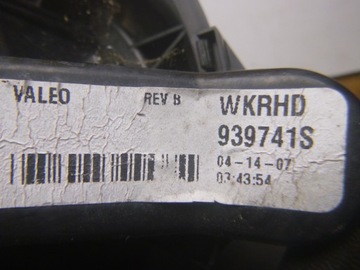 VALEO REV B WKRHD
939741S
04-14-07
03:43:54